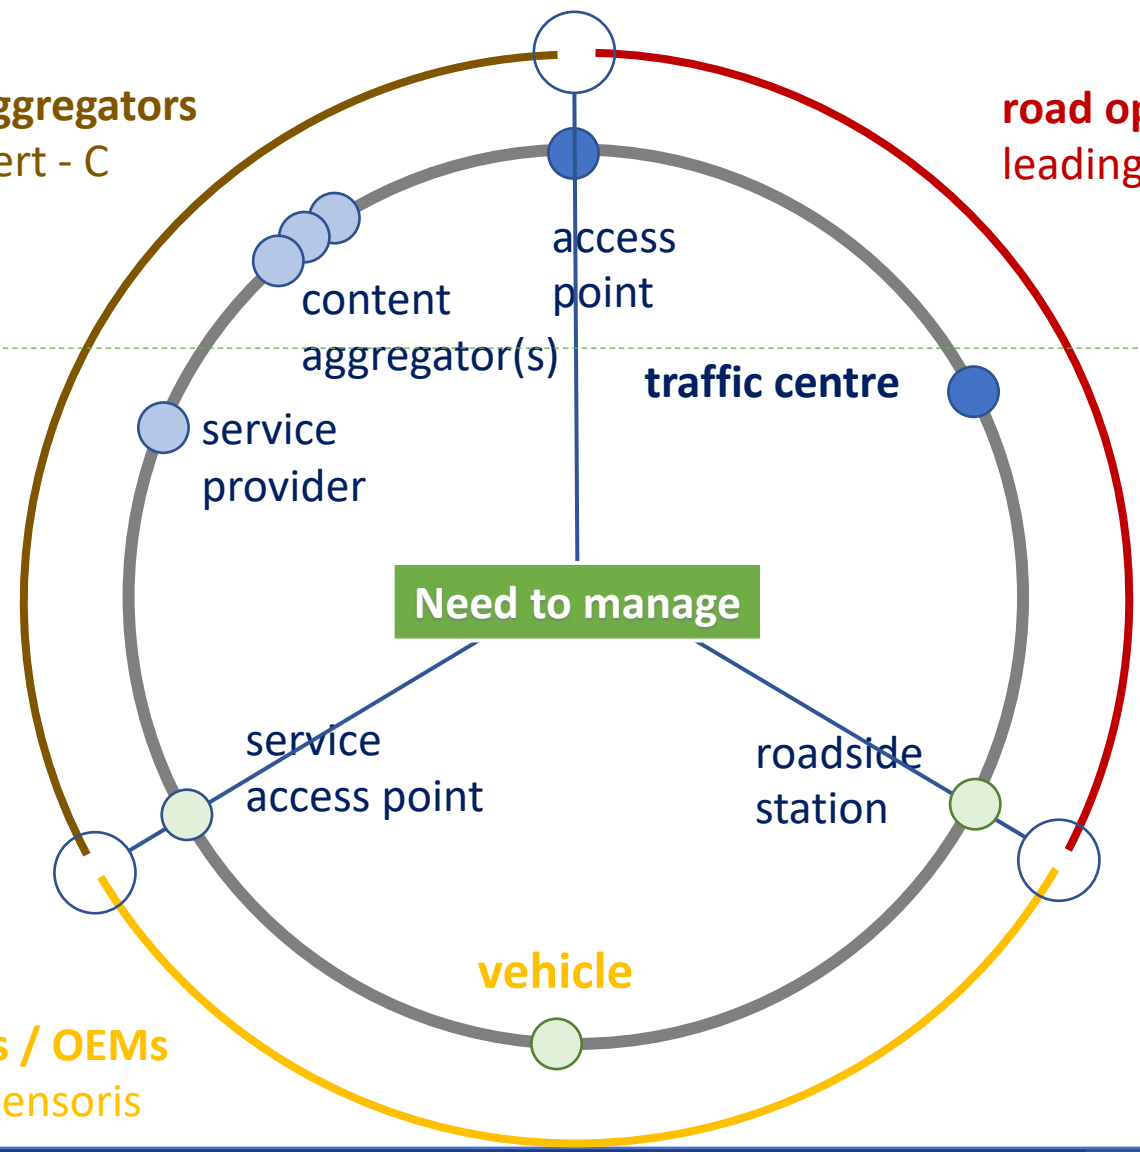 ggregators
ert - C
road op
leading
access
point
content
aggregator(s)
traffic centre
service
provider
Need to manage
service
access point
roadside
station
vehicle
s / OEMs
ensoris